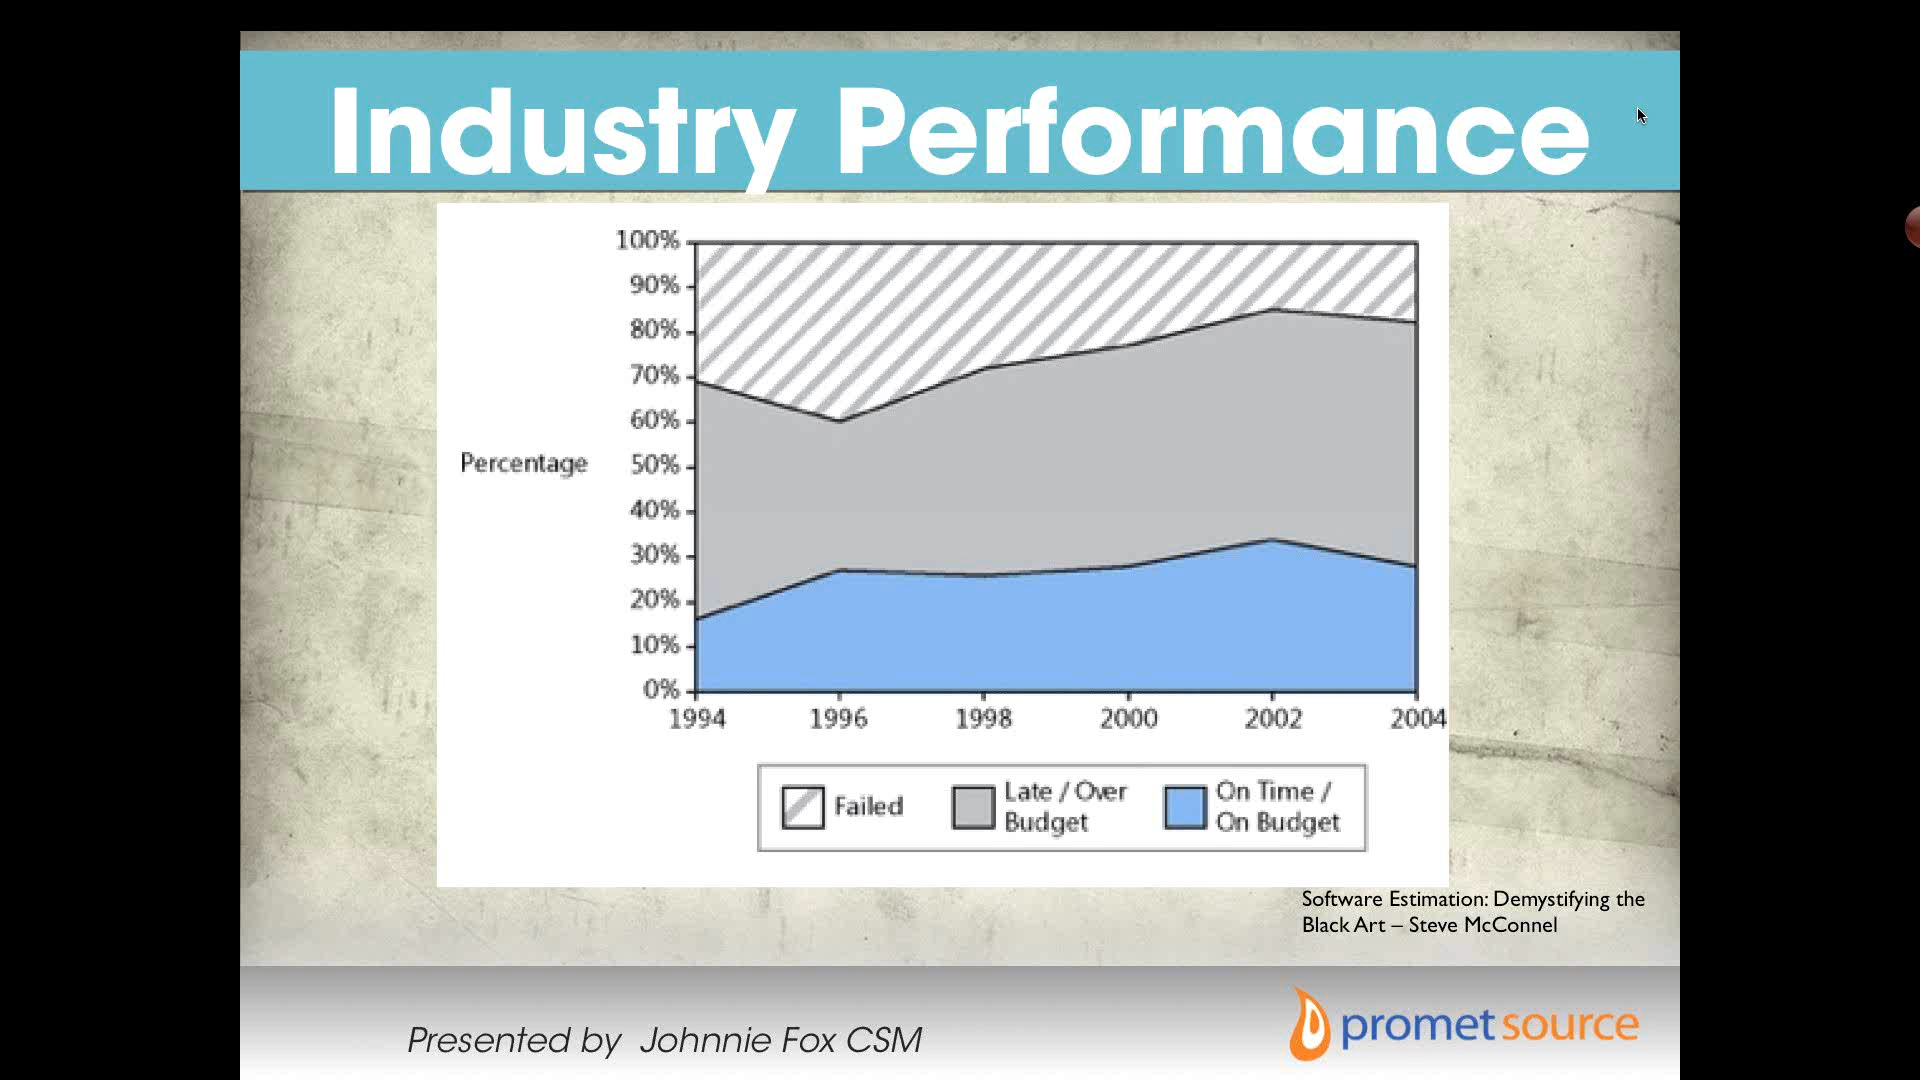 Industry Performance
100%
90%
80%
70%
60%
Percentage 50%
40%
30%
20%
10%
0%
1994 1996 1998 2000 2002 2004
Failed
Late / Over
Budget
On Time /
On Budget
Software Estimation: Demystifying the
Black Art – Steve McConnel
Presented by Johnnie Fox CSM
promet source